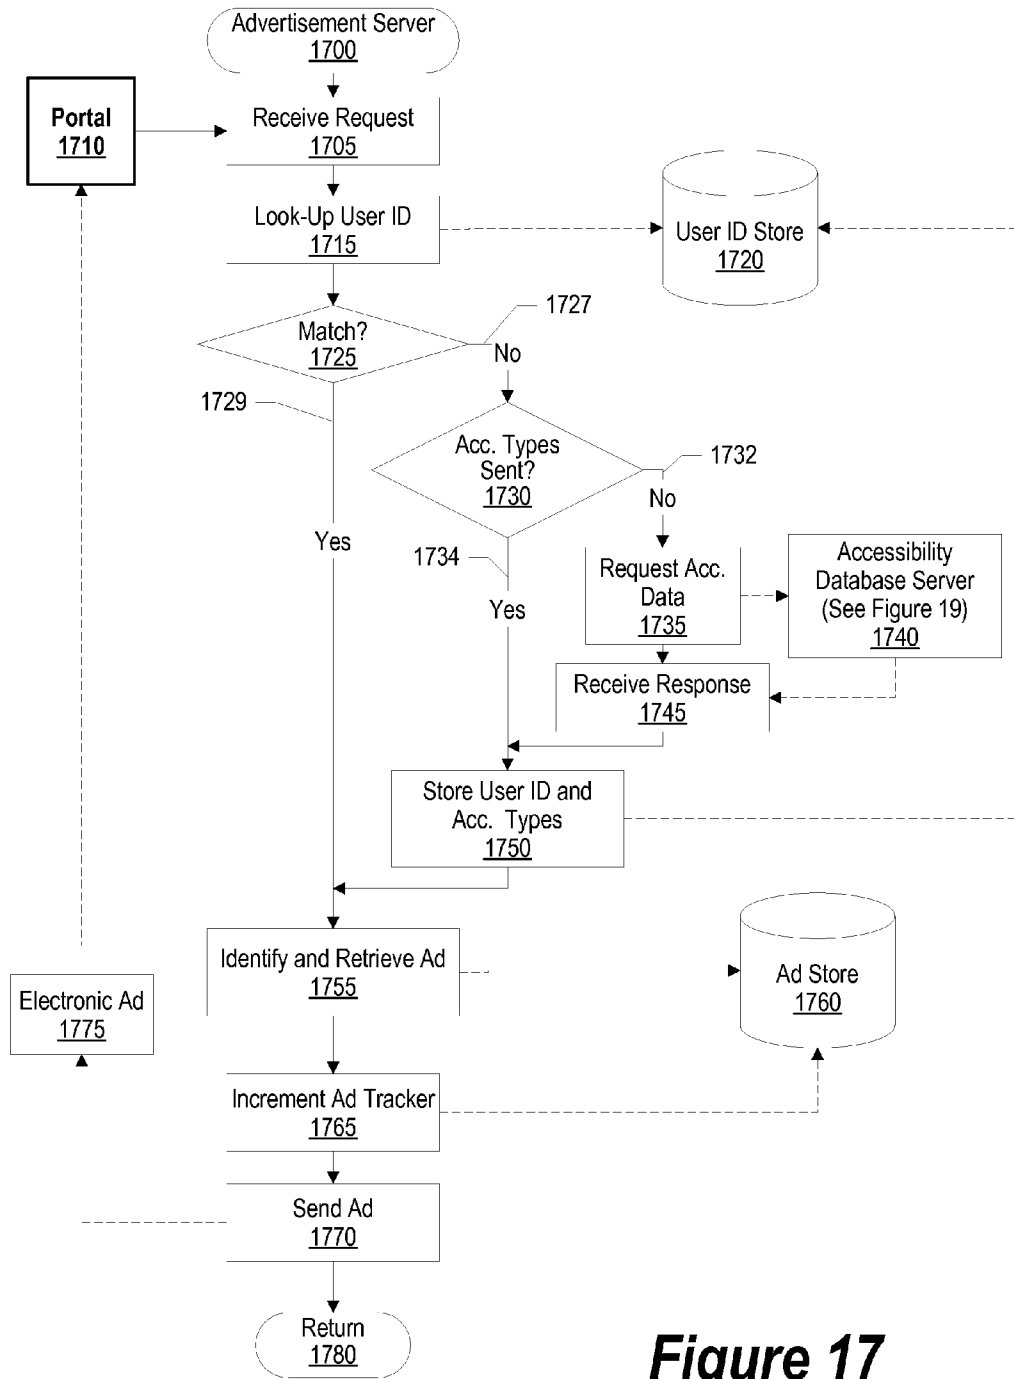 Advertisement Server
1700
Portal
1710
Receive Request
1705
Look-Up User ID
1715
User ID Store
1720
Match?
1725
1727
No
1729
Acc. Types
Sent?
1730
1732
No
Yes
1734
Yes
Request Acc.
Data
1735
Accessibility
Database Server
(See Figure 19)
1740
Receive Response
1745
Store User ID and
Acc. Types
1750
Identify and Retrieve Ad
1755
Ad Store
1760
Electronic Ad
1775
Increment Ad Tracker
1765
Send Ad
1770
Return
1780
Figure 17